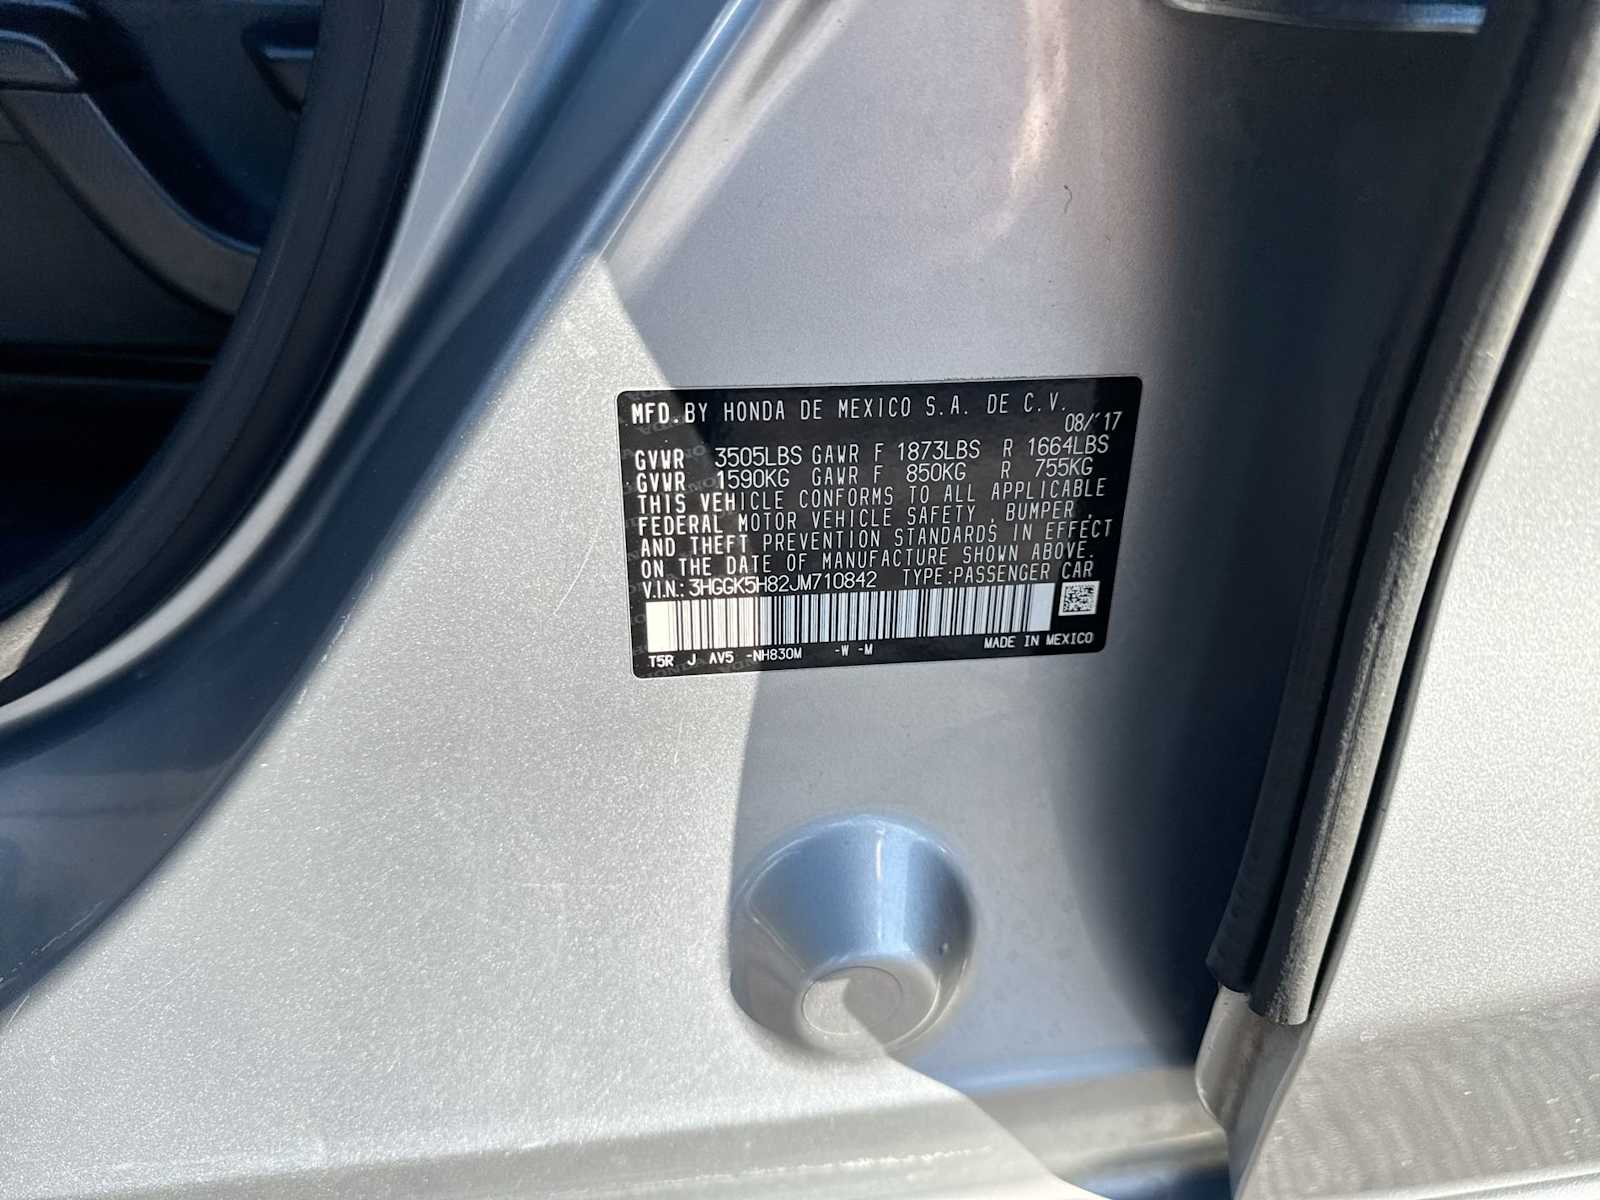 MFD. BY HONDA DE MEXICO S.A. DE C.V.
08/'17
GVWR 3505LBS GAWR F 1873LBS R 1664LBS
GVWR 1590KG GAWR F 850KG R 755KG
THIS VEHICLE CONFORMS TO ALL APPLICABLE
FEDERAL MOTOR VEHICLE SAFETY, BUMPER,
AND THEFT PREVENTION STANDARDS IN EFFECT
ON THE DATE OF MANUFACTURE SHOWN ABOVE.
V.I.N.: 3HGGK5H82JM710842 TYPE:PASSENGER CAR
MADE IN MEXICO
T5R J AV5 -NH830M -W -M